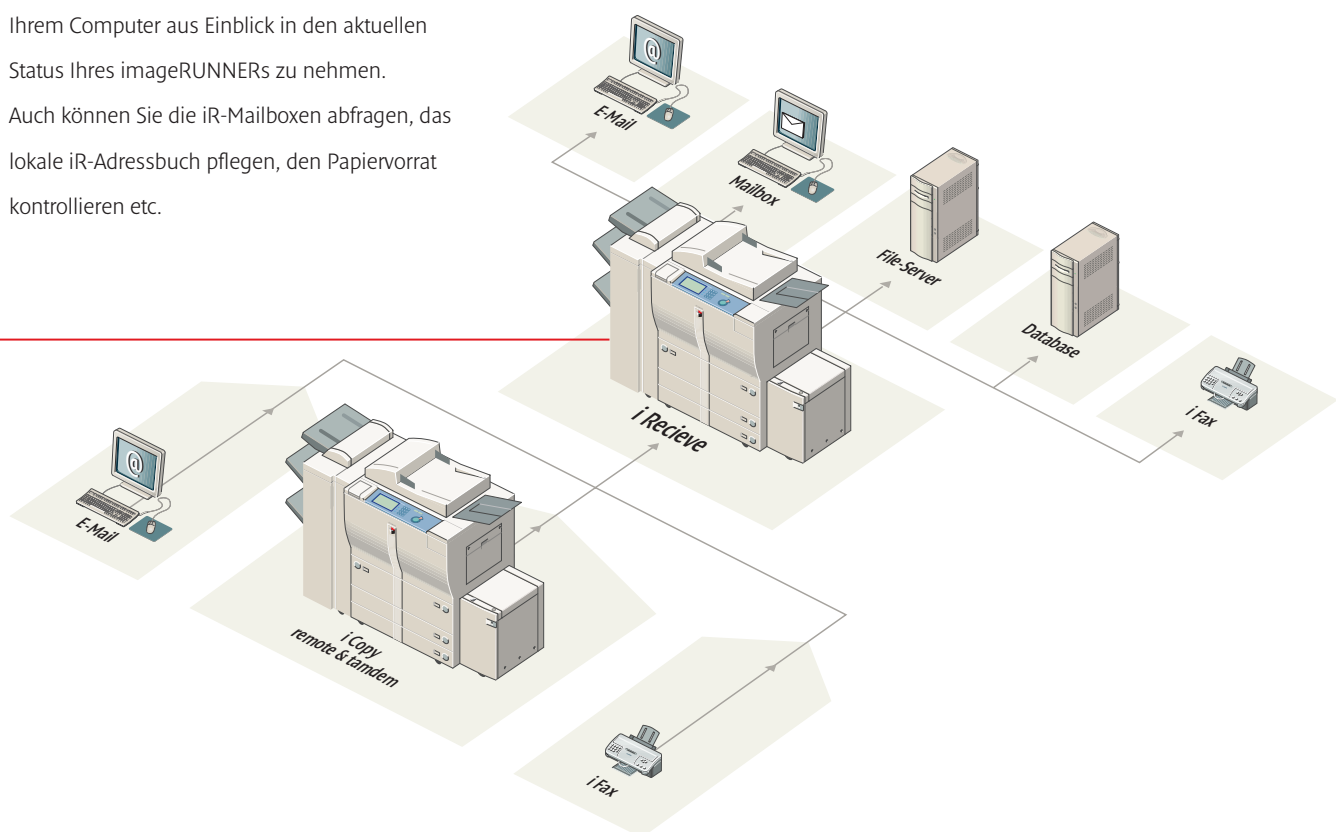 Ihrem Computer aus Einblick in den aktuellen
Status Ihres imageRUNNERs zu nehmen.
Auch können Sie die iR-Mailboxen abfragen, das
lokale iR-Adressbuch pflegen, den Papiervorrat
kontrollieren etc.
@
E-Mail
Mailbox
File-Server
Database
i Fax
i Recieve
@
E-Mail
i Copy
remote & tamdem
i Fax